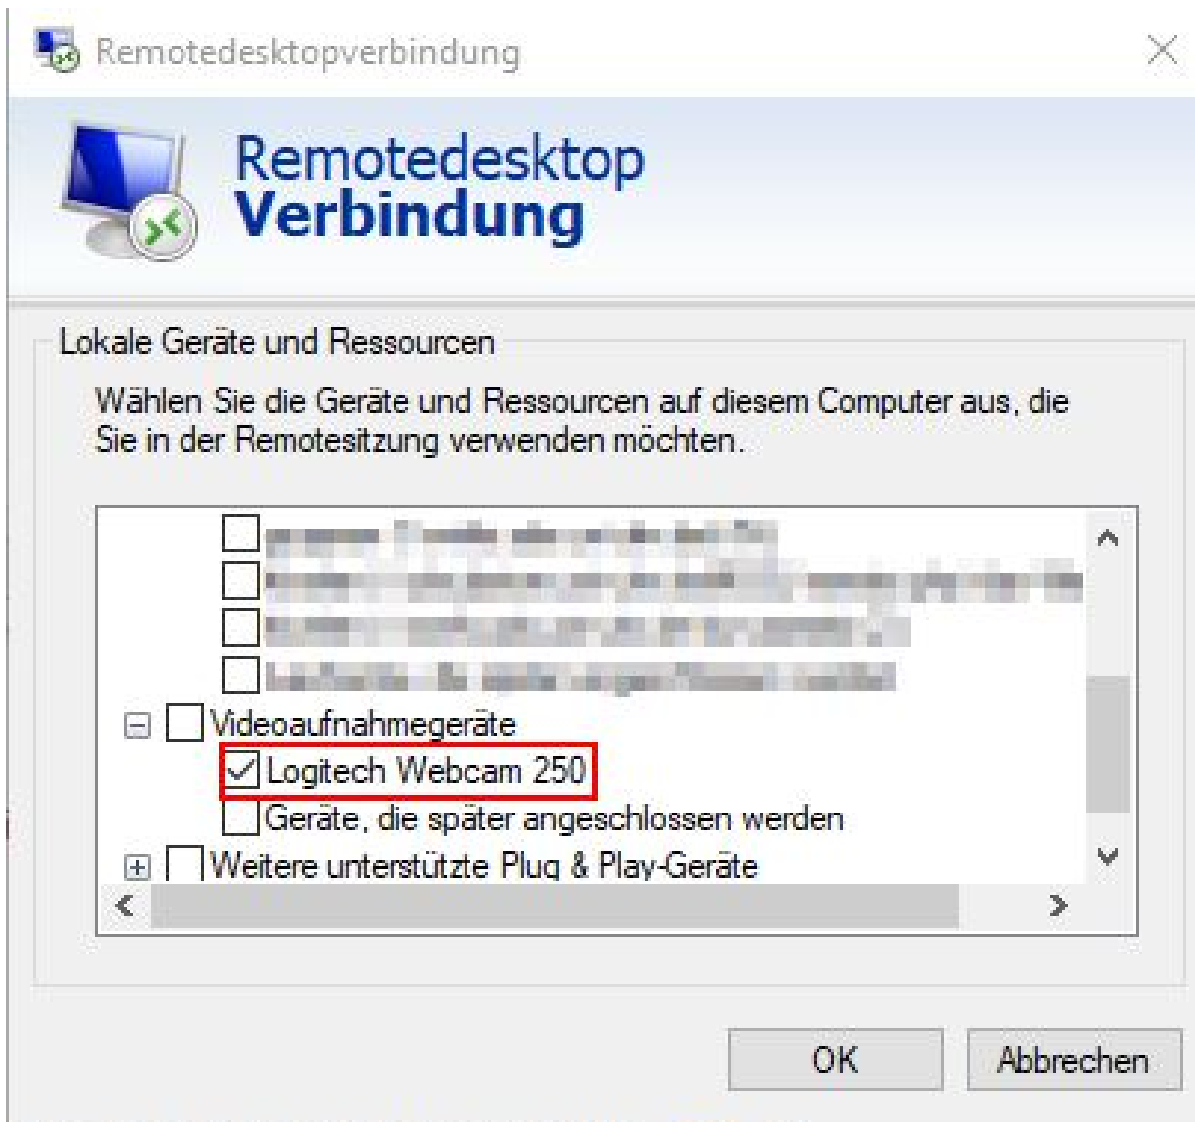 Remotedesktopverbindung
Remotedesktop
Verbindung
Lokale Geräte und Ressourcen
Wählen Sie die Geräte und Ressourcen auf diesem Computer aus, die
Sie in der Remotesitzung verwenden möchten.
Videoaufnahmegeräte
Logitech Webcam 250
Geräte, die später angeschlossen werden
Weitere unterstützte Plug & Play-Geräte
OK
Abbrechen